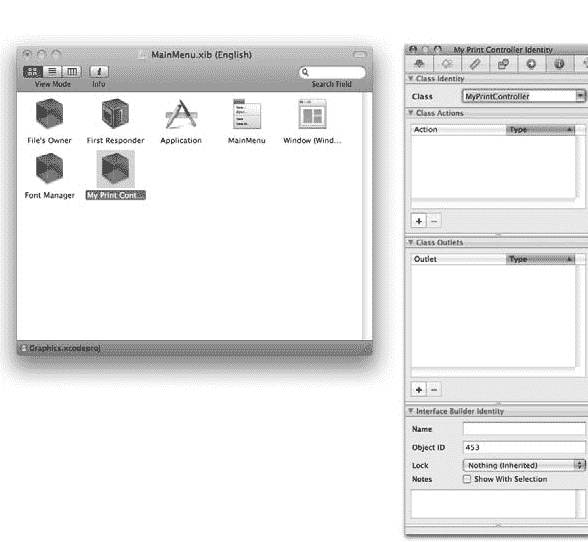 MainMenu.xib (English)
View Mode
Info
Search Field
File's Owner
First Responder
Application
MainMenu
Window (Wind...
Font Manager
My Print Cont...
Graphics.xcodeproj
My Print Controller Identity
Class Identity
Class
MyPrintController
Class Actions
Action
Type
+
−
Class Outlets
Outlet
Type
+
−
Interface Builder Identity
Name
Object ID
453
Lock
Nothing (Inherited)
Notes
Show With Selection